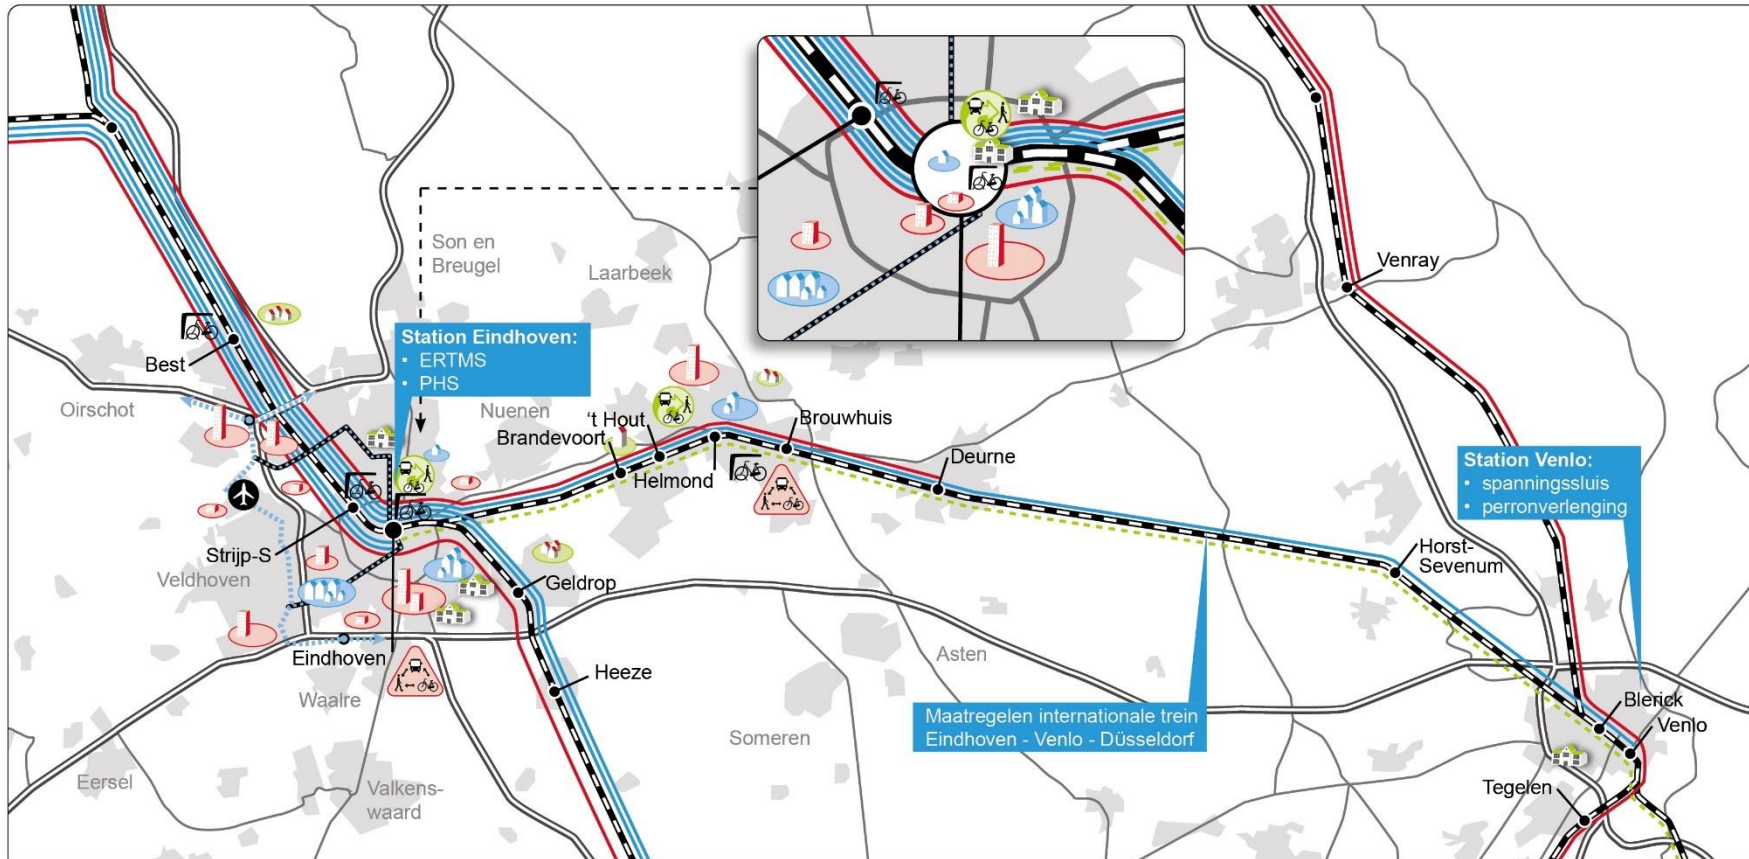 Son en
Breugel
Laarbeek
Venray
Station Eindhoven:
• ERTMS
• PHS
Best
Oirschot
Nuenen
‘t Hout
Brandevoort
Brouwhuis
Helmond
Deurne
Station Venlo:
• spanningssluis
• perronverlenging
Strijp-S
Veldhoven
Geldrop
Horst-
Sevenum
Eindhoven
Waalre
Heeze
Asten
Maatregelen internationale trein
Eindhoven - Venlo - Düsseldorf
Someren
Blerick
Venlo
Eersel
Valkens-
waard
Tegelen